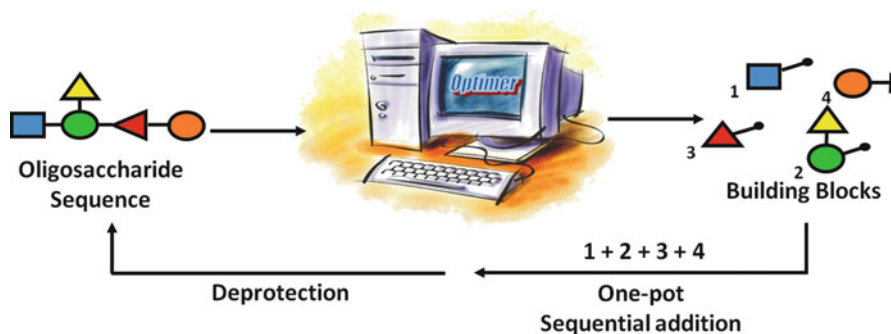 Optimer
1
4
3
2
Oligosaccharide
Sequence
Building Blocks
1 + 2 + 3 + 4
Deprotection
One-pot
Sequential addition